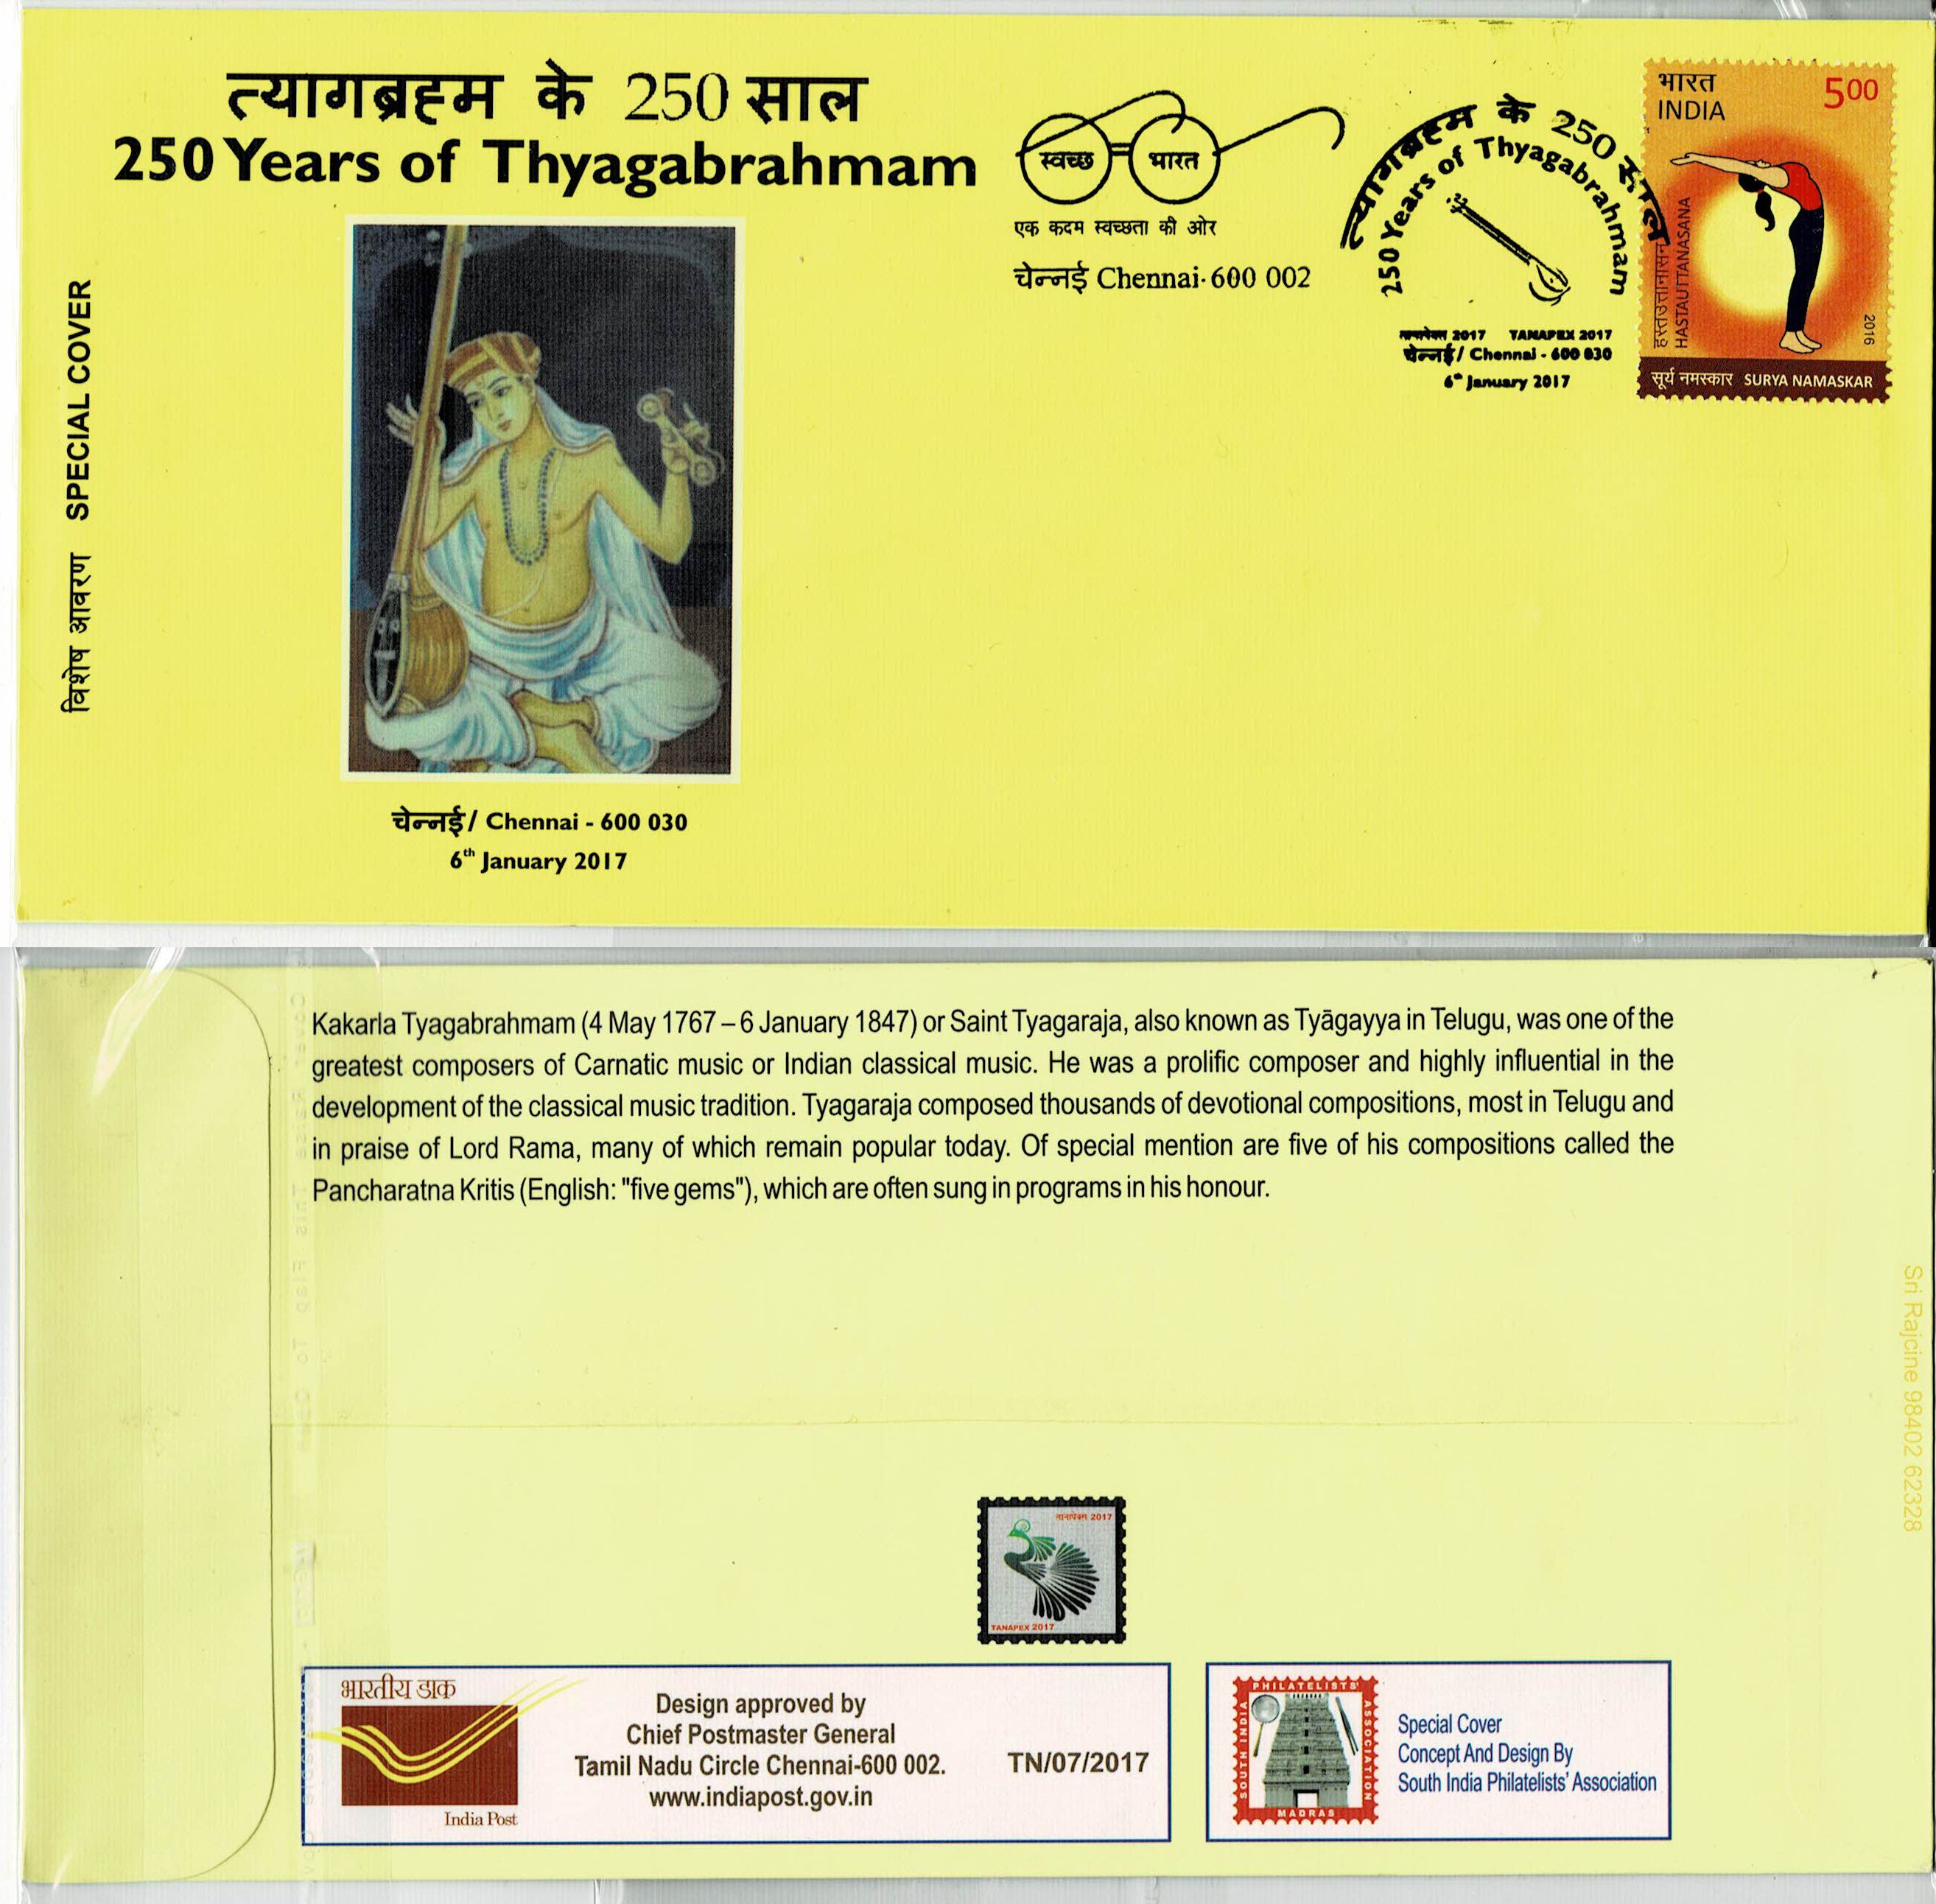 त्यागब्रह्म के 250 साल
250 Years of Thyagabrahmam
विशेष आवरण SPECIAL COVER
चेन्नई / Chennai - 600 030
6th January 2017
स्वच्छ भारत
एक कदम स्वच्छता की ओर
चेन्नई Chennai-600 002
त्यागब्रह्म के 250 साल
250 Years of Thyagabrahmam
2017 TANAPEX 2017
चेन्नई / Chennai - 600 030
6th January 2017
भारत
INDIA
500
हस्तउत्तानासन
HASTAUTTANASANA
2016
सूर्य नमस्कार SURYA NAMASKAR
Kakarla Tyagabrahmam (4 May 1767 – 6 January 1847) or Saint Tyagaraja, also known as Tyāgayya in Telugu, was one of the
greatest composers of Carnatic music or Indian classical music. He was a prolific composer and highly influential in the
development of the classical music tradition. Tyagaraja composed thousands of devotional compositions, most in Telugu and
in praise of Lord Rama, many of which remain popular today. Of special mention are five of his compositions called the
Pancharatna Kritis (English: "five gems"), which are often sung in programs in his honour.
Sri Rajcine 98402 62328
तानापेक्स 2017
TANAPEX 2017
भारतीय डाक
India Post
Design approved by
Chief Postmaster General
Tamil Nadu Circle Chennai-600 002.
www.indiapost.gov.in
TN/07/2017
SOUTH INDIA
PHILATELISTS'
ASSOCIATION
MADRAS
Special Cover
Concept And Design By
South India Philatelists' Association